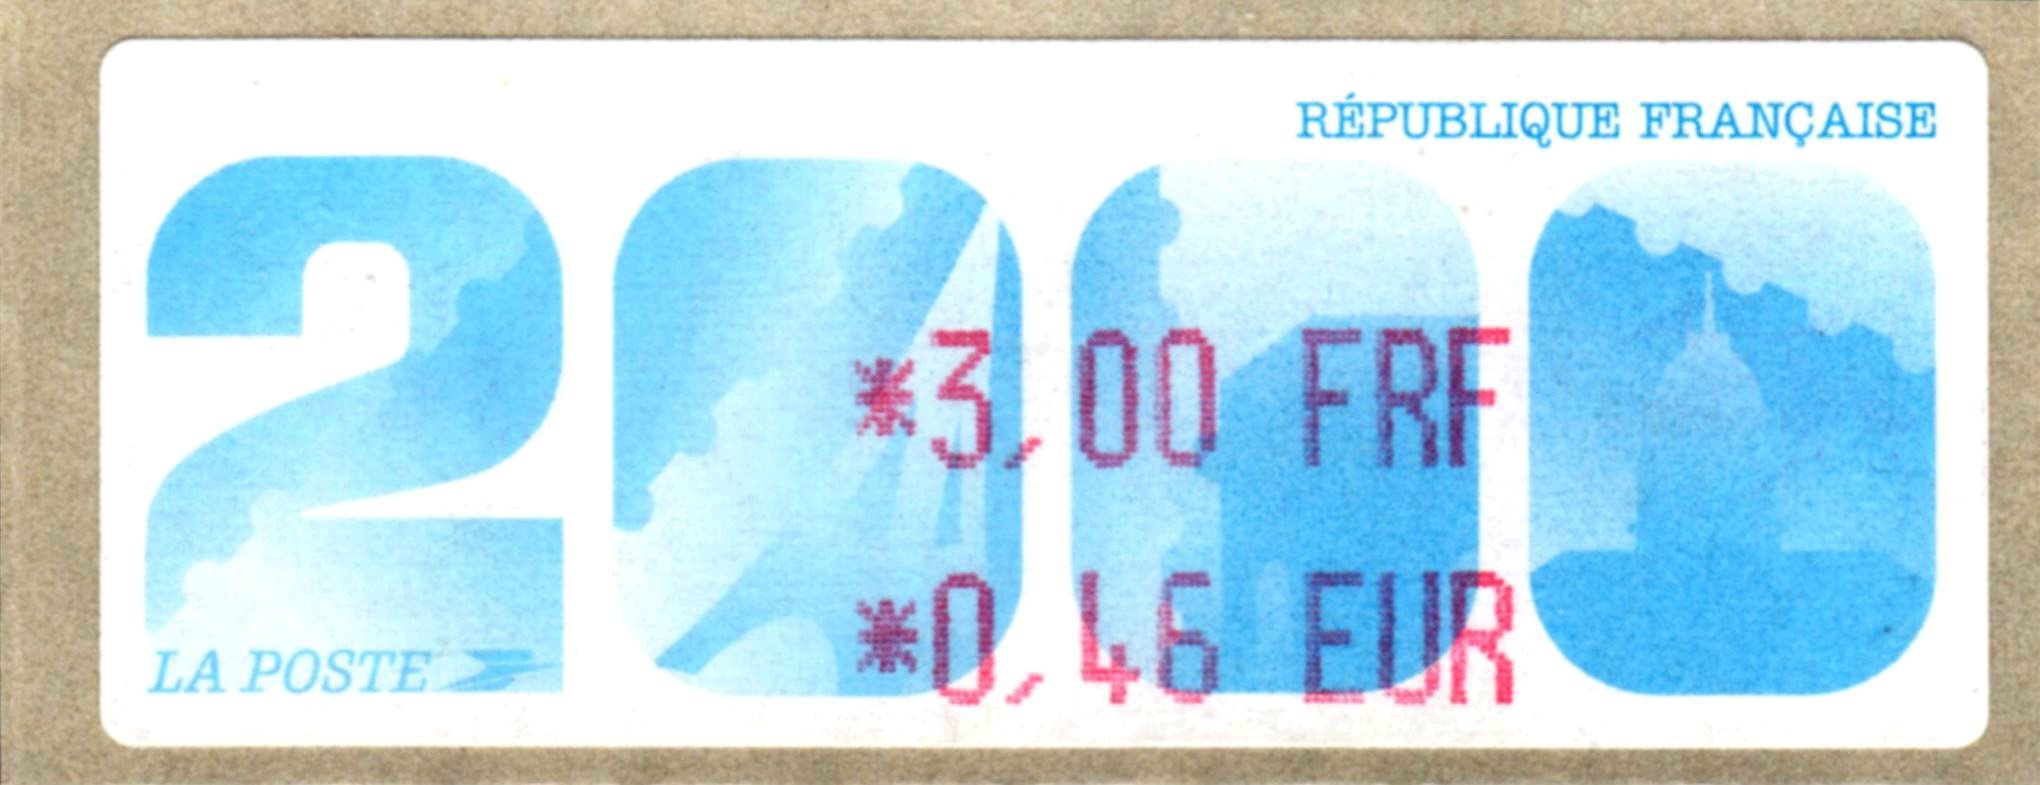 RÉPUBLIQUE FRANÇAISE
2000
*3,00 FRF
*0,46 EUR
LA POSTE